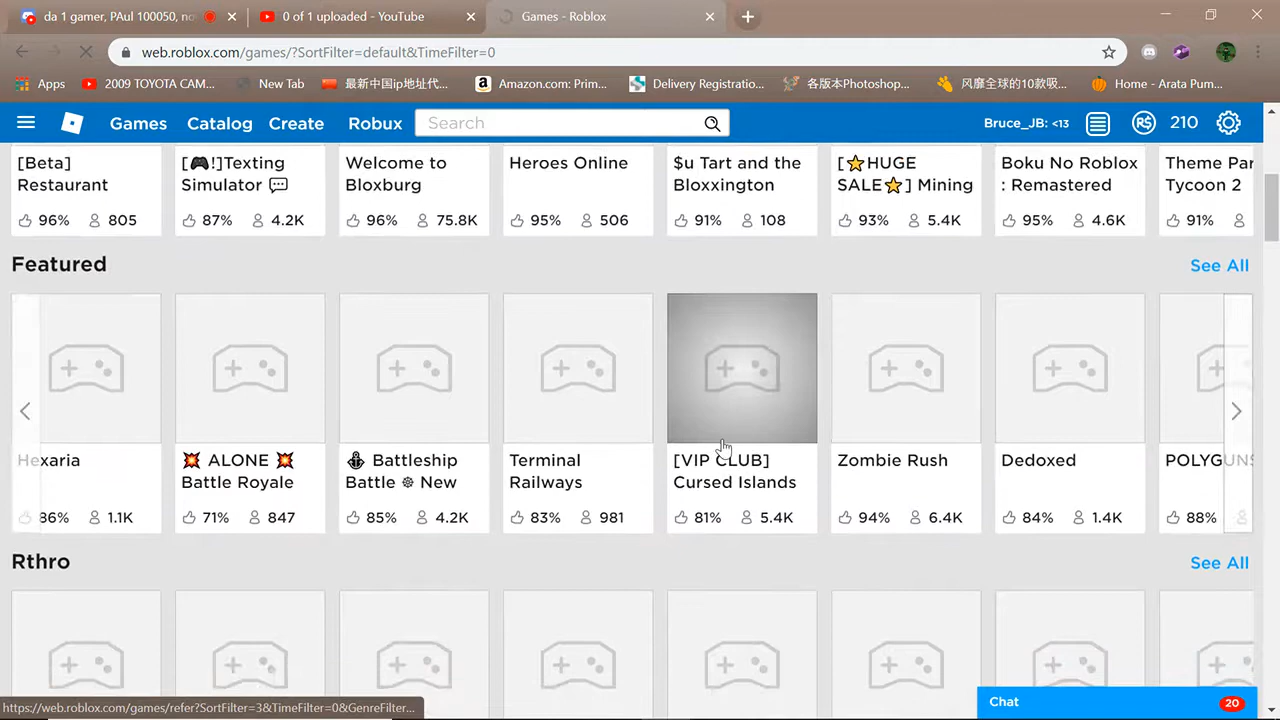 da 1 gamer, PAul 100050, no
0 of 1 uploaded - YouTube
Games - Roblox
web.roblox.com/games/?SortFilter=default&TimeFilter=0
Apps
2009 TOYOTA CAM...
New Tab
最新中国ip地址代...
Amazon.com: Prim...
Delivery Registratio...
各版本Photoshop...
风靡全球的10款吸...
Home - Arata Pum...
Games
Catalog
Create
Robux
Search
Bruce_JB: <13
R$
210
[Beta]
Restaurant
96% 805
[🎮!]Texting
Simulator 💬
87% 4.2K
Welcome to
Bloxburg
96% 75.8K
Heroes Online
95% 506
$u Tart and the
Bloxxington
91% 108
[⭐HUGE
SALE⭐] Mining
93% 5.4K
Boku No Roblox
: Remastered
95% 4.6K
Theme Par
Tycoon 2
91%
Featured
See All
Hexaria
86% 1.1K
💥 ALONE 💥
Battle Royale
71% 847
Battleship
Battle ☸ New
85% 4.2K
Terminal
Railways
83% 981
[VIP CLUB]
Cursed Islands
81% 5.4K
Zombie Rush
94% 6.4K
Dedoxed
84% 1.4K
POLYGUNS
88%
Rthro
See All
https://web.roblox.com/games/refer?SortFilter=3&TimeFilter=0&GenreFilter...
Chat
20